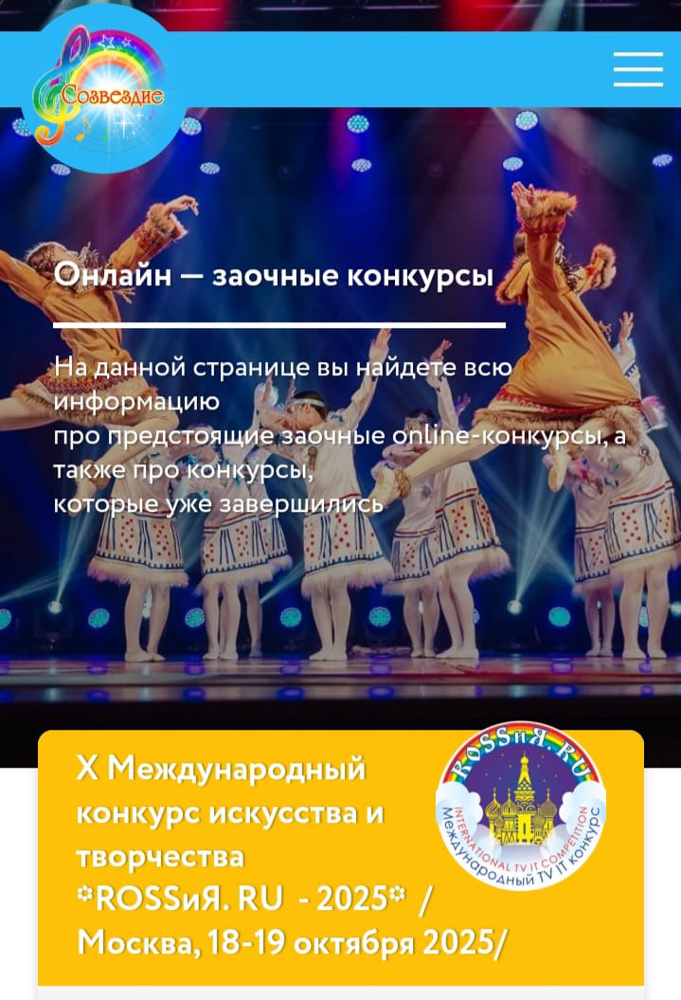 Созвездие
Онлайн — заочные конкурсы
На данной странице вы найдете всю
информацию
про предстоящие заочные online-конкурсы, а
также про конкурсы,
которые уже завершились
X Международный
конкурс искусства и
творчества
*ROSSиЯ. RU - 2025* /
Москва, 18-19 октября 2025/
ROSSиЯ.RU
INTERNATIONAL TV IT COMPETITION
Международный TV IT конкурс